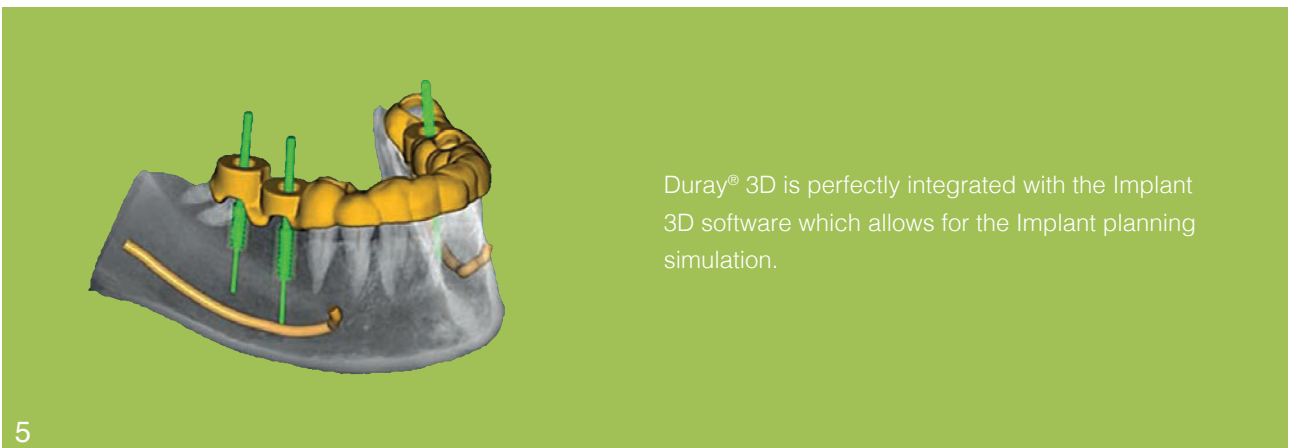 Duray® 3D is perfectly integrated with the Implant
3D software which allows for the Implant planning
simulation.
5